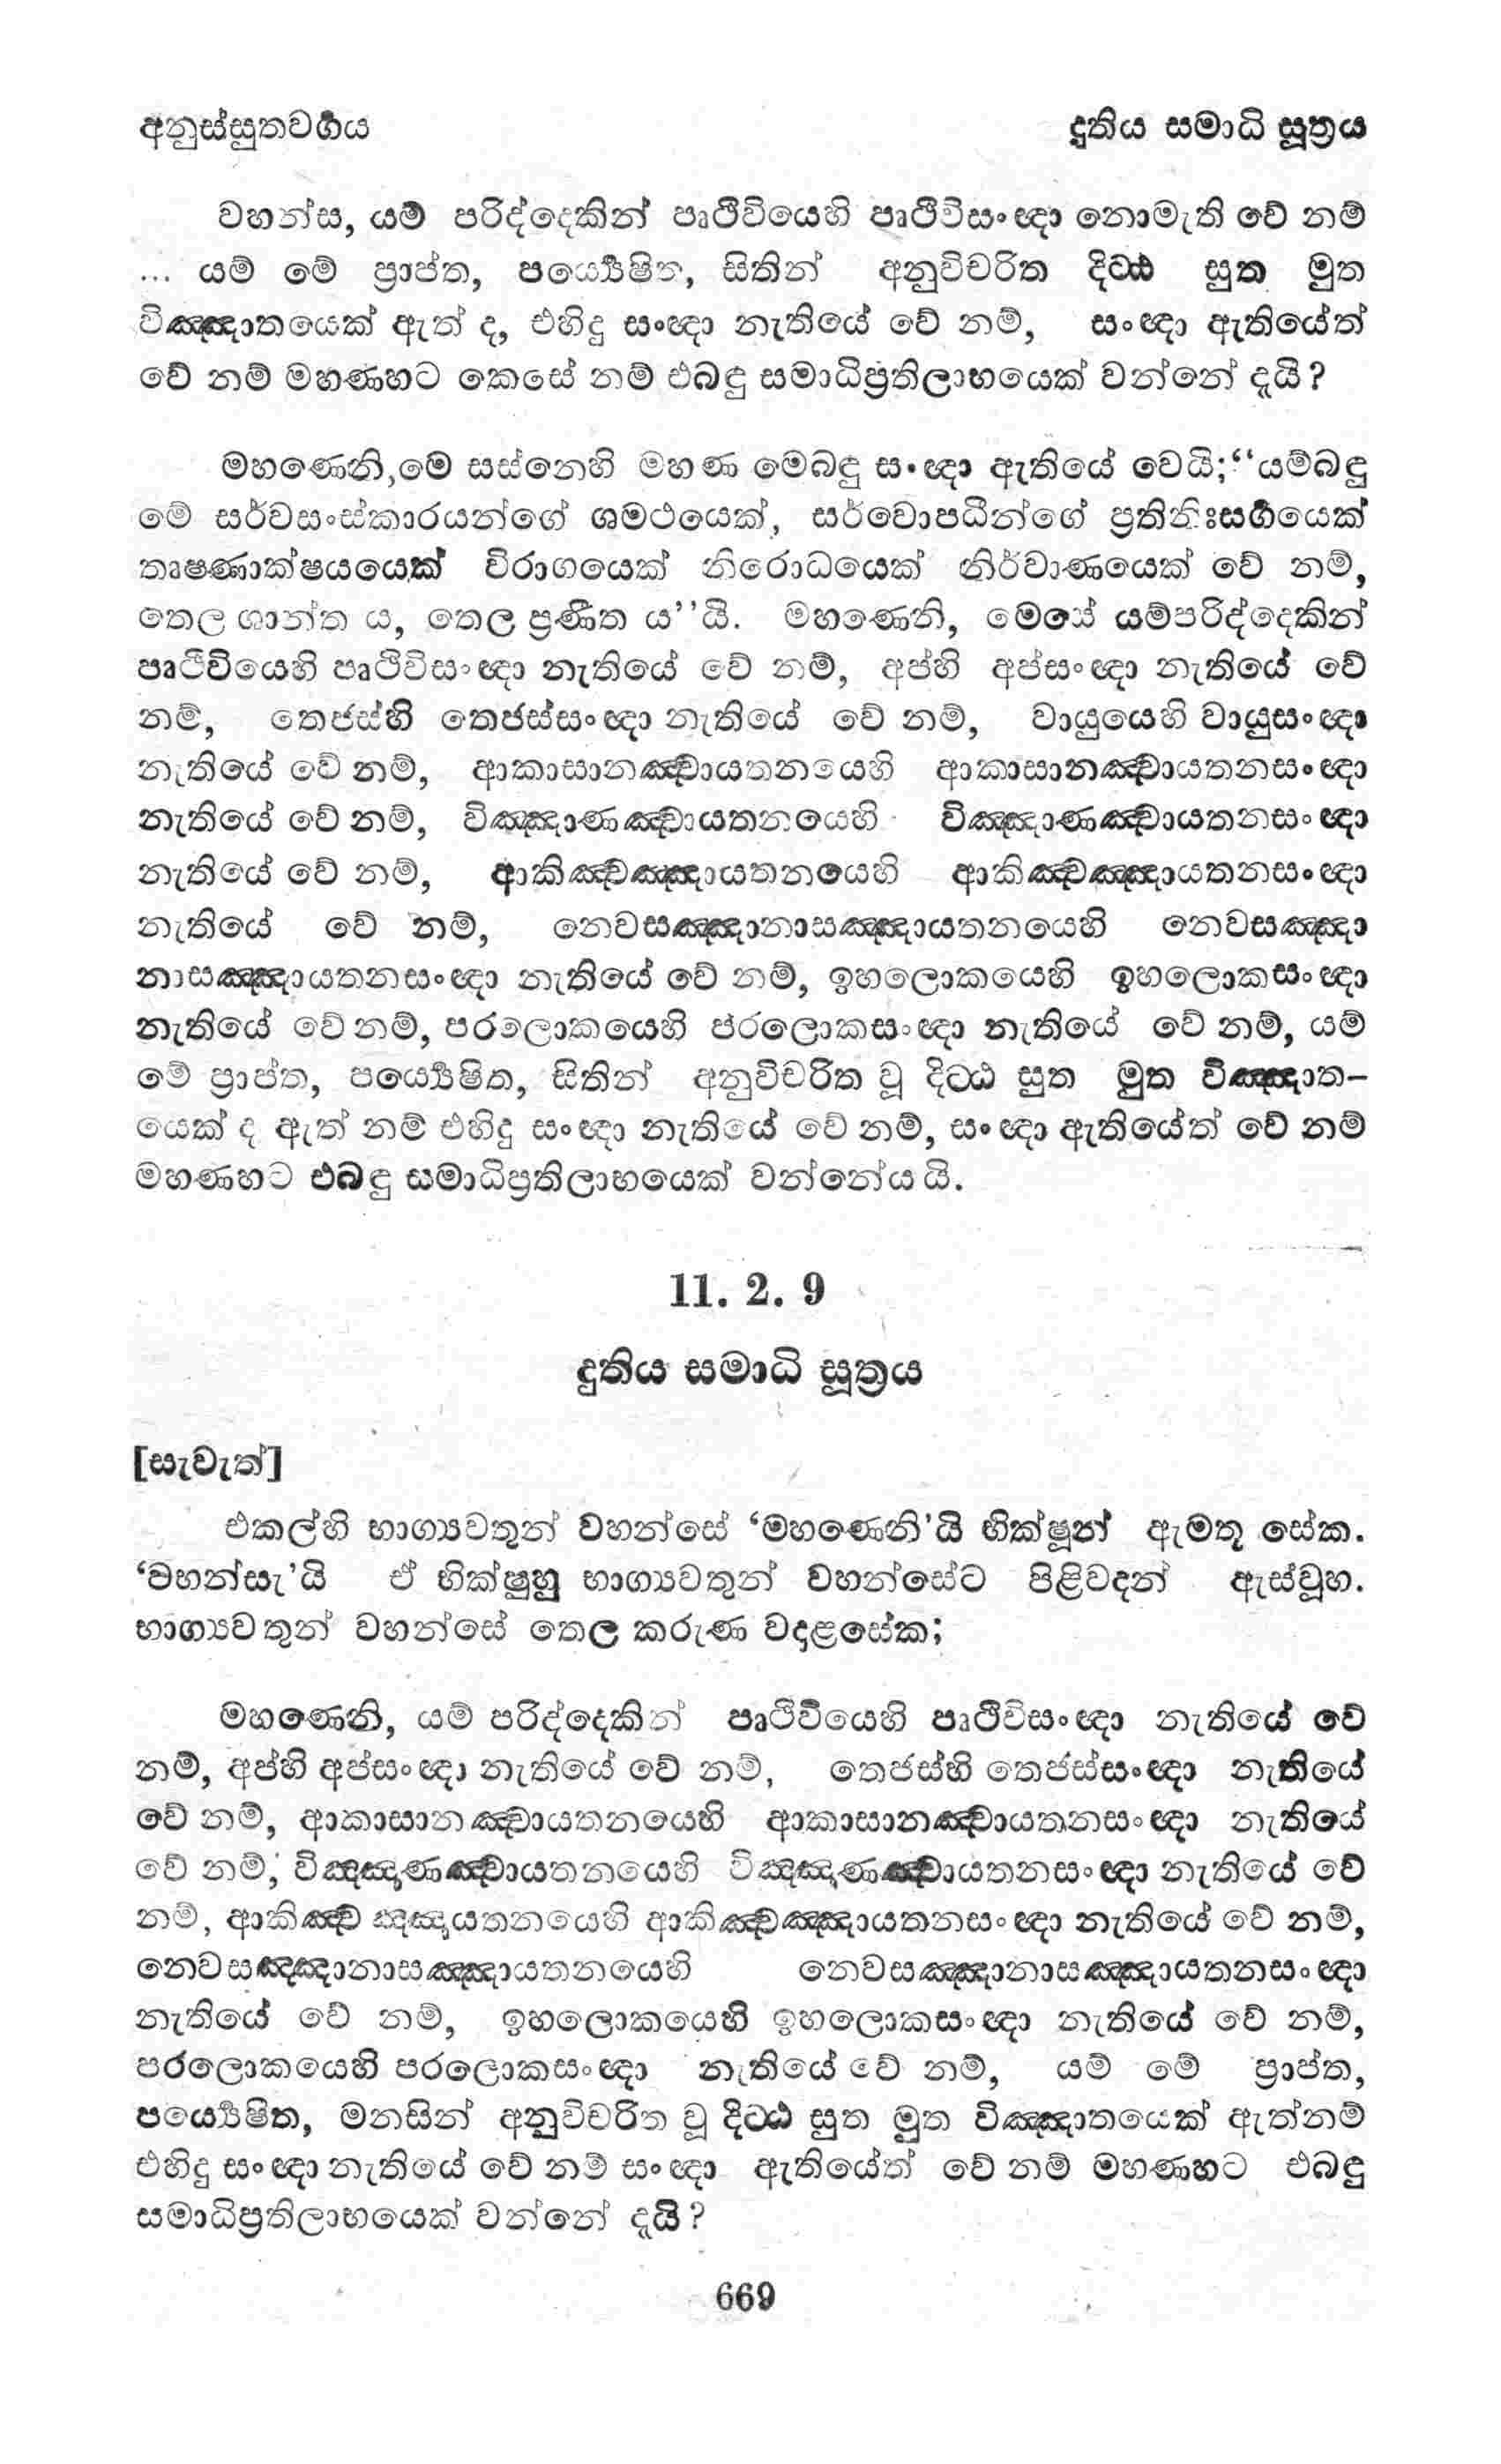 අනුස්සුතවර්‍ගය
දුතිය සමාධි සූත්‍රය
වහන්ස, යම් පරිද්දෙකින් පෘථිවියෙහි පෘථිවිසංඥා නොමැති වේ නම්
... යම් මේ ප්‍රාප්ත, පර්‍ය්‍යේෂිත, සිතින් අනුවිචරිත දිට්ඨ සුත මුත
විඤ්ඤාතයෙක් ඇත් ද, එහිදු සංඥා නැතියේ වේ නම්, සංඥා ඇතියේත්
වේ නම් මහණහට කෙසේ නම් එබඳු සමාධිප්‍රතිලාභයෙක් වන්නේ දැයි?
මහණෙනි, මේ සස්නෙහි මහණ මෙබඳු සංඥා ඇතියේ වෙයි; “යම්බඳු
මේ සර්වසංස්කාරයන්ගේ ශමථයෙක්, සර්වොපධීන්ගේ ප්‍රතිනිඃසර්‍ගයෙක්
තෘෂණාක්ෂයයෙක් විරාගයෙක් නිරොධයෙක් නිර්වාණයෙක් වේ නම්,
තෙල ශාන්ත ය, තෙල ප්‍රණීත ය”යි. මහණෙනි, මෙසේ යම්පරිද්දෙකින්
පෘථිවියෙහි පෘථිවිසංඥා නැතියේ වේ නම්, අප්හි අප්සංඥා නැතියේ වේ
නම්, තෙජස්හි තෙජස්සංඥා නැතියේ වේ නම්, වායුයෙහි වායුසංඥා
නැතියේ වේ නම්, ආකාසානඤ්චායතනයෙහි ආකාසානඤ්චායතනසංඥා
නැතියේ වේ නම්, විඤ්ඤාණඤ්චායතනයෙහි විඤ්ඤාණඤ්චායතනසංඥා
නැතියේ වේ නම්, ආකිඤ්චඤ්ඤායතනයෙහි ආකිඤ්චඤ්ඤායතනසංඥා
නැතියේ වේ නම්, නෙවසඤ්ඤානාසඤ්ඤායතනයෙහි නෙවසඤ්ඤා
නාසඤ්ඤායතනසංඥා නැතියේ වේ නම්, ඉහලොකයෙහි ඉහලොකසංඥා
නැතියේ වේ නම්, පරලොකයෙහි පරලොකසංඥා නැතියේ වේ නම්, යම්
මේ ප්‍රාප්ත, පර්‍ය්‍යේෂිත, සිතින් අනුවිචරිත වූ දිට්ඨ සුත මුත විඤ්ඤාත–
යෙක් ද ඇත් නම් එහිදු සංඥා නැතියේ වේ නම්, සංඥා ඇතියේත් වේ නම්
මහණහට එබඳු සමාධිප්‍රතිලාභයෙක් වන්නේයයි.
11. 2. 9
දුතිය සමාධි සූත්‍රය
[සැවැත්]
එකල්හි භාග්‍යවතුන් වහන්සේ ‘මහණෙනි’යි භික්ෂූන් ඇමතූ සේක.
‘වහන්සැ’යි ඒ භික්ෂුහු භාග්‍යවතුන් වහන්සේට පිළිවදන් ඇස්වූහ.
භාග්‍යවතුන් වහන්සේ තෙල කරුණ වදාළසේක;
මහණෙනි, යම් පරිද්දෙකින් පෘථිවියෙහි පෘථිවිසංඥා නැතියේ වේ
නම්, අප්හි අප්සංඥා නැතියේ වේ නම්, තෙජස්හි තෙජස්සංඥා නැතියේ
වේ නම්, ආකාසානඤ්චායතනයෙහි ආකාසානඤ්චායතනසංඥා නැතියේ
වේ නම්, විඤ්ඤාණඤ්චායතනයෙහි විඤ්ඤාණඤ්චායතනසංඥා නැතියේ වේ
නම්, ආකිඤ්චඤ්ඤායතනයෙහි ආකිඤ්චඤ්ඤායතනසංඥා නැතියේ වේ නම්,
නෙවසඤ්ඤානාසඤ්ඤායතනයෙහි නෙවසඤ්ඤානාසඤ්ඤායතනසංඥා
නැතියේ වේ නම්, ඉහලොකයෙහි ඉහලොකසංඥා නැතියේ වේ නම්,
පරලොකයෙහි පරලොකසංඥා නැතියේ වේ නම්, යම් මේ ප්‍රාප්ත,
පර්‍ය්‍යේෂිත, මනසින් අනුවිචරිත වූ දිට්ඨ සුත මුත විඤ්ඤාතයෙක් ඇත්නම්
එහිදු සංඥා නැතියේ වේ නම් සංඥා ඇතියේත් වේ නම් මහණහට එබඳු
සමාධිප්‍රතිලාභයෙක් වන්නේ දැයි?
669